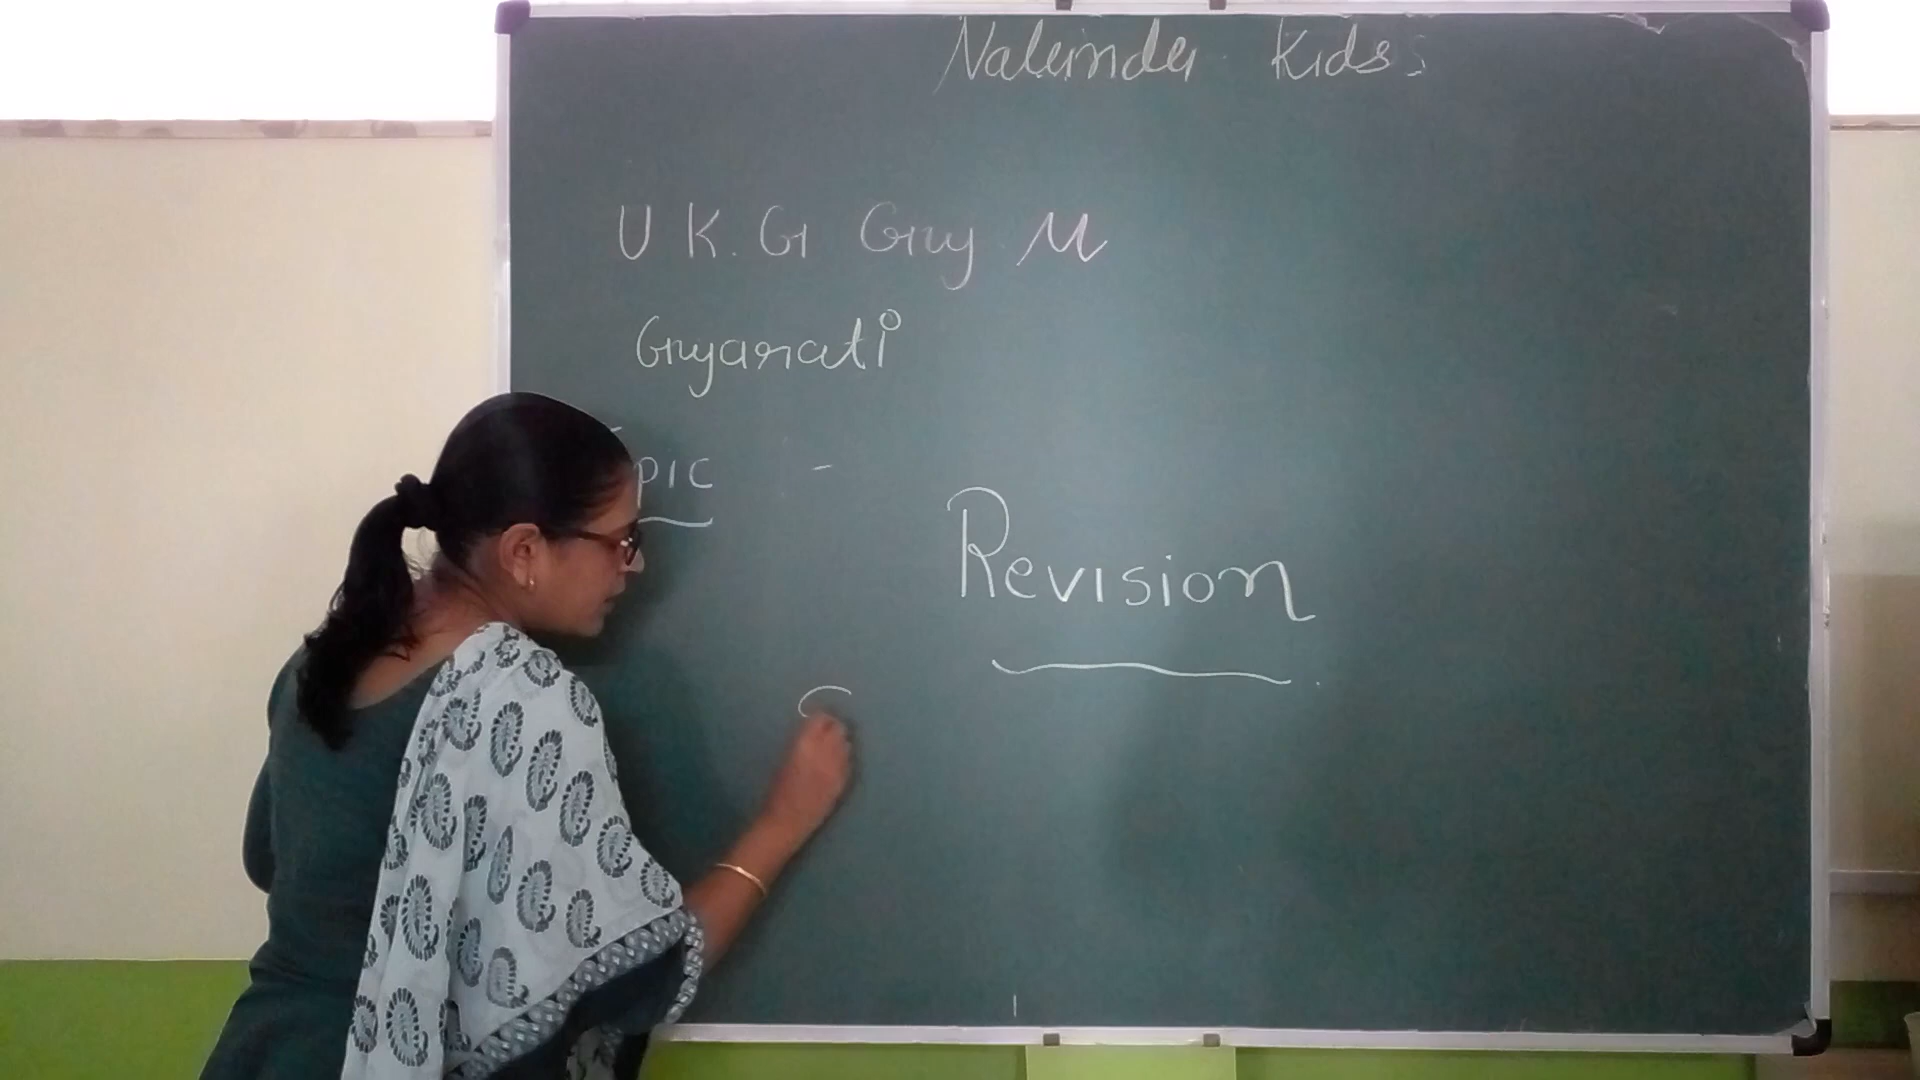 Nalanda Kids
U K. G Guj M
Gujarati
pic -
Revision